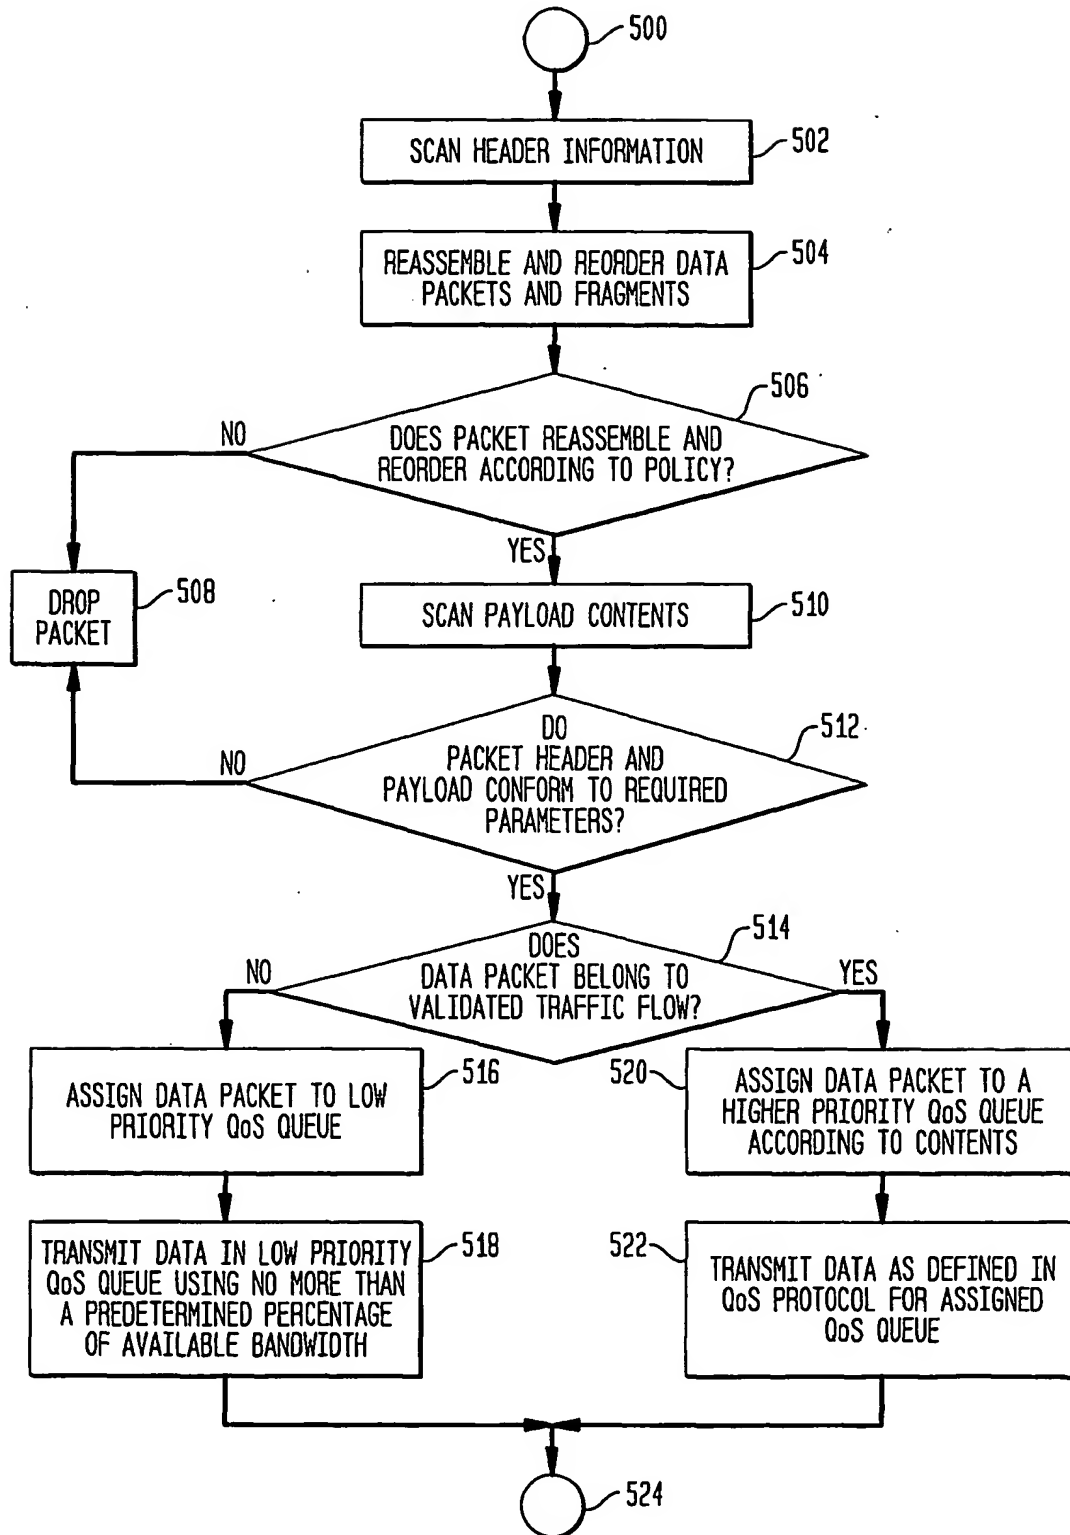 500
SCAN HEADER INFORMATION
502
REASSEMBLE AND REORDER DATA
PACKETS AND FRAGMENTS
504
506
DOES PACKET REASSEMBLE AND
REORDER ACCORDING TO POLICY?
NO
YES
DROP
PACKET
508
SCAN PAYLOAD CONTENTS
510
512
DO
PACKET HEADER AND
PAYLOAD CONFORM TO REQUIRED
PARAMETERS?
NO
YES
514
DOES
DATA PACKET BELONG TO
VALIDATED TRAFFIC FLOW?
NO
YES
ASSIGN DATA PACKET TO LOW
PRIORITY QoS QUEUE
516
520
ASSIGN DATA PACKET TO A
HIGHER PRIORITY QoS QUEUE
ACCORDING TO CONTENTS
TRANSMIT DATA IN LOW PRIORITY
QoS QUEUE USING NO MORE THAN
A PREDETERMINED PERCENTAGE
OF AVAILABLE BANDWIDTH
518
522
TRANSMIT DATA AS DEFINED IN
QoS PROTOCOL FOR ASSIGNED
QoS QUEUE
524